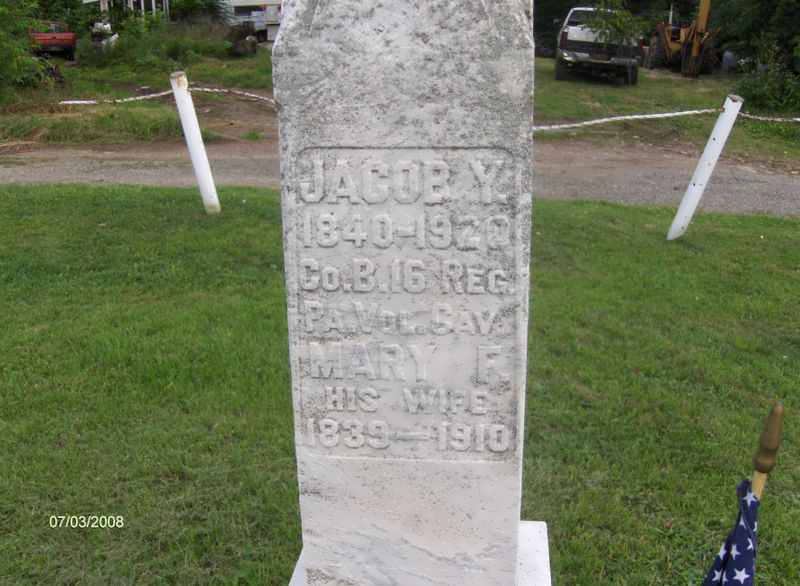 JACOB Y.
1840-1920
Co. B. 16 REG.
PA. VOL. CAV.
MARY F.
HIS WIFE
1839-1910
07/03/2008